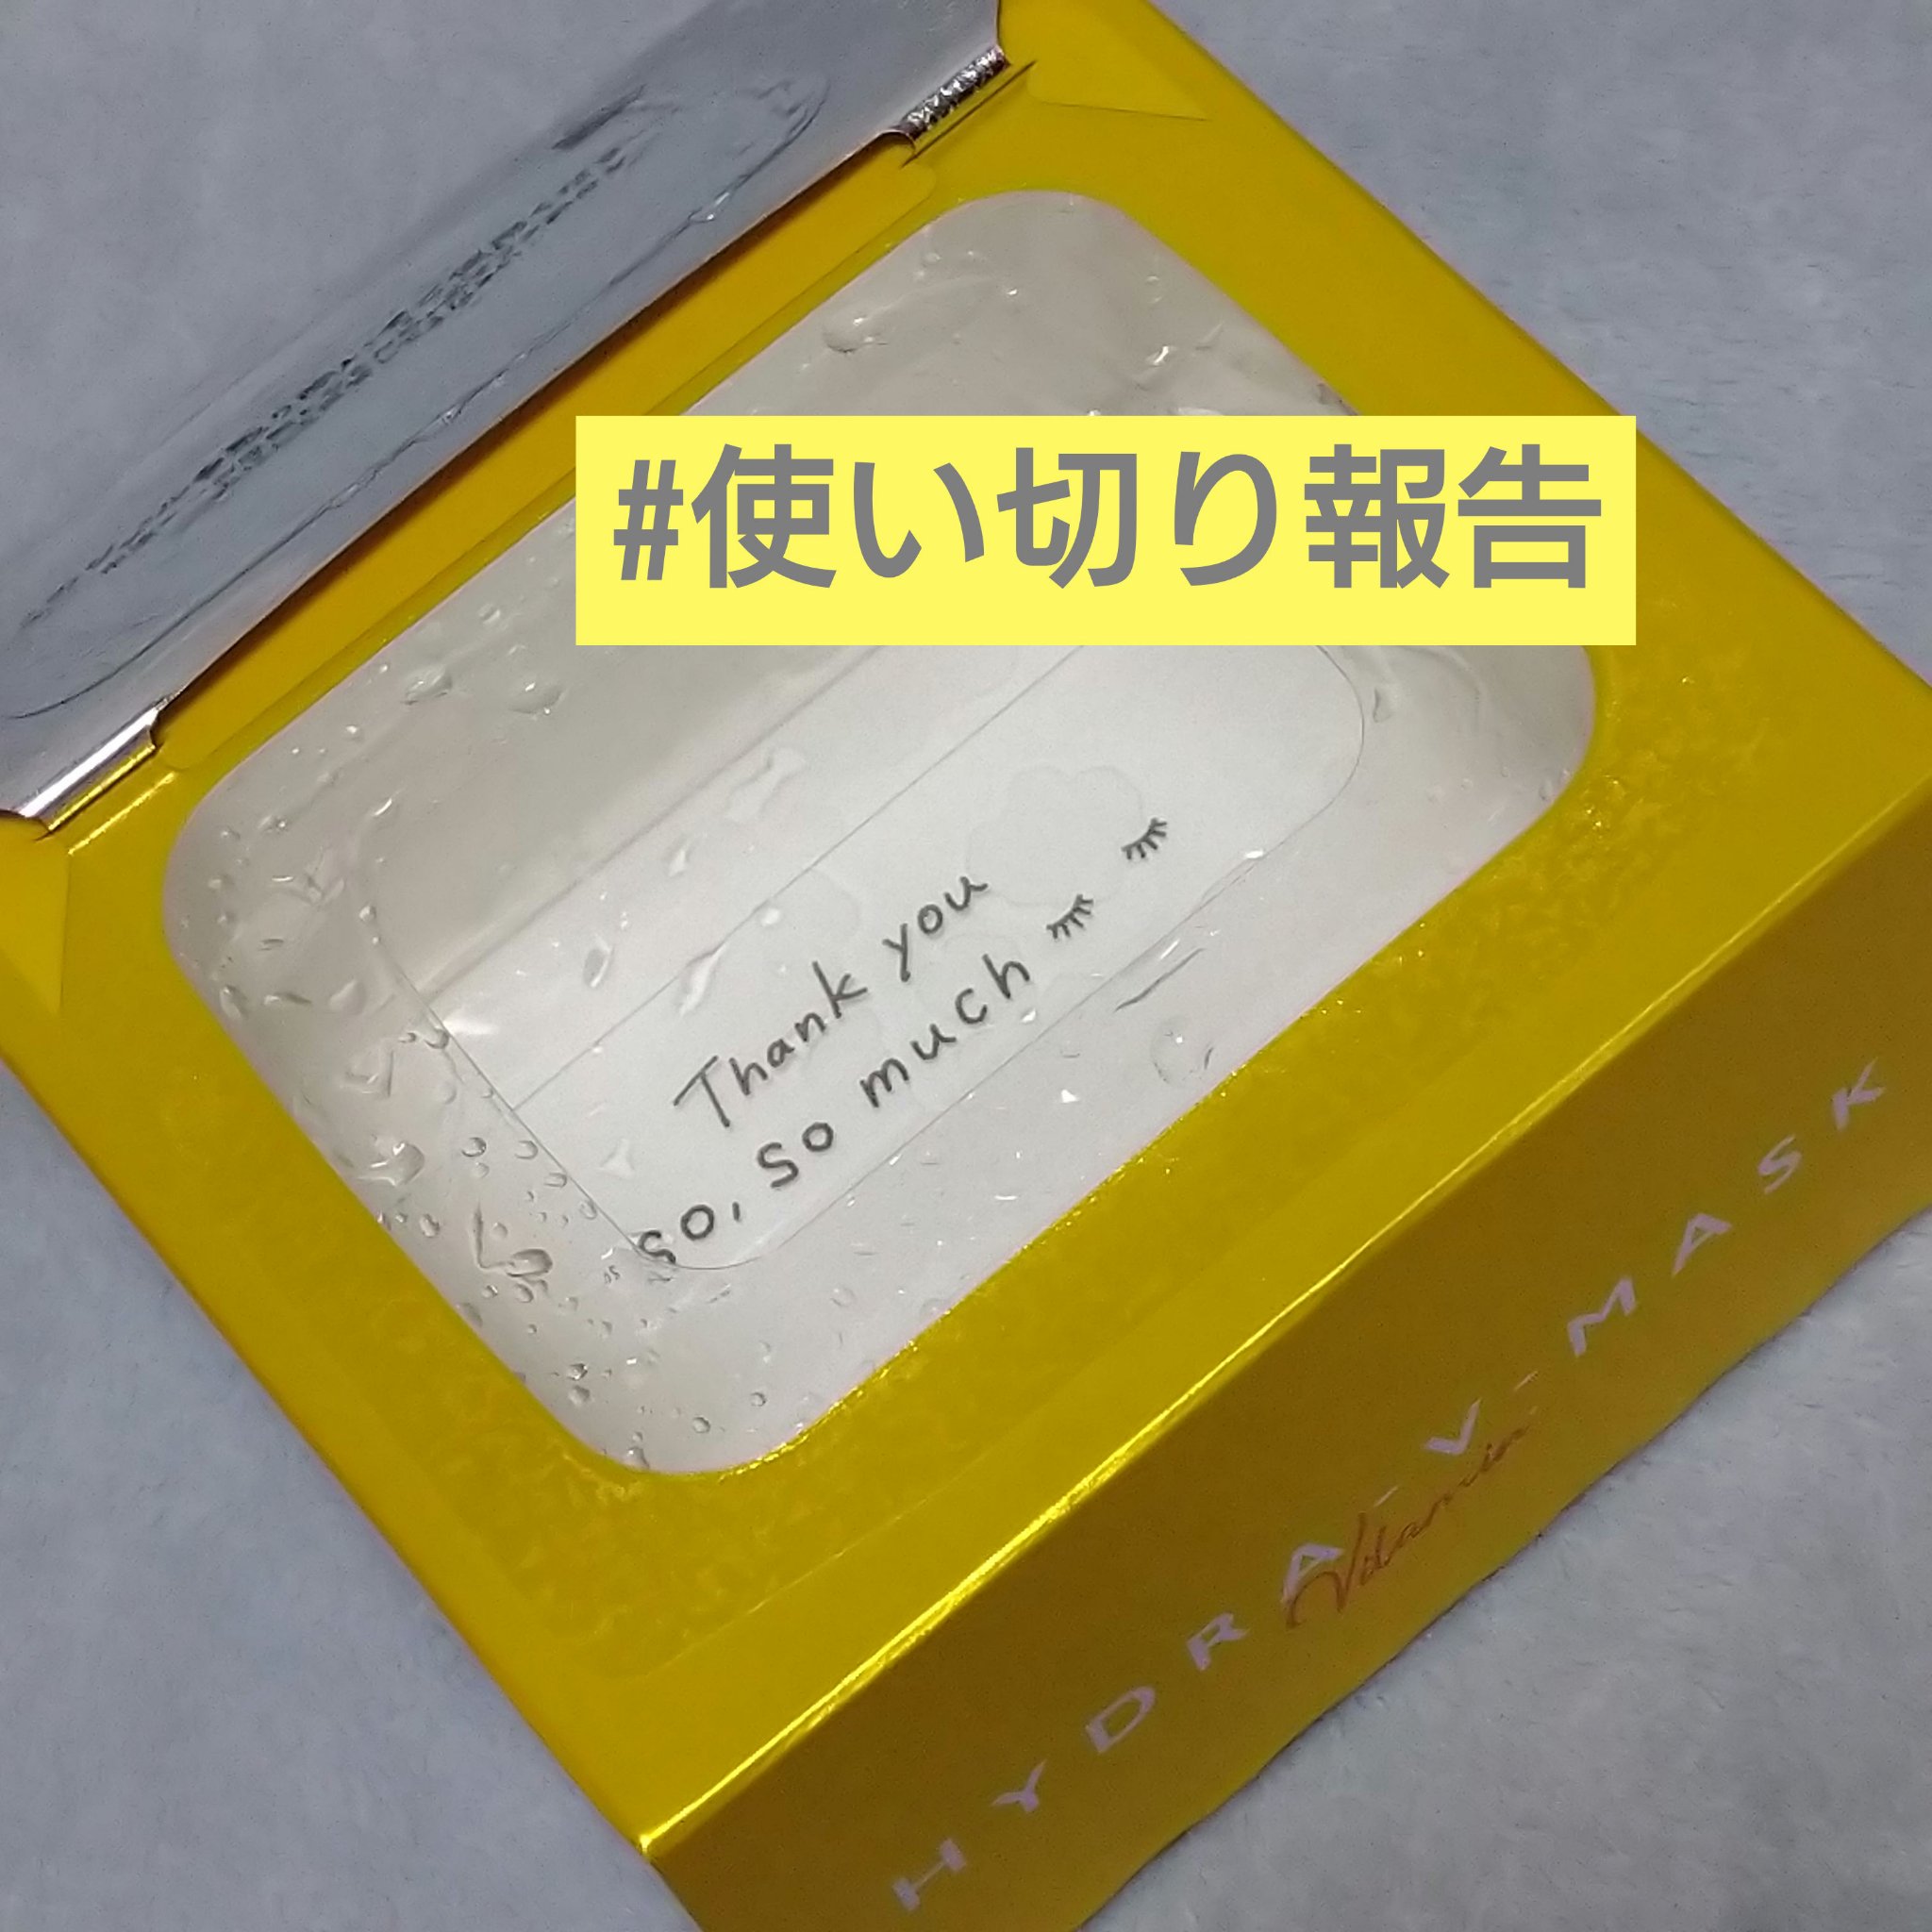 #使い切り報告
Thank you
so, so much
HYDRA-V-MASK
Vitamin